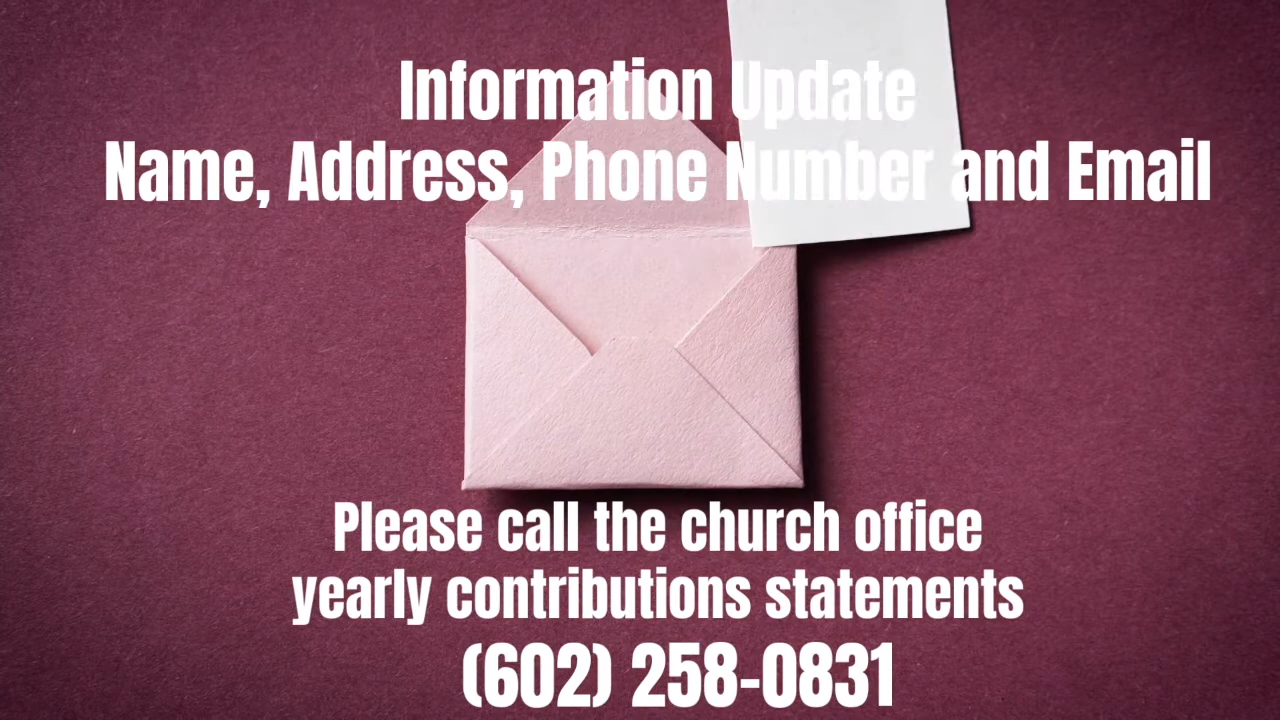 Information Update
Name, Address, Phone Number and Email
Please call the church office
yearly contributions statements
(602) 258-0831